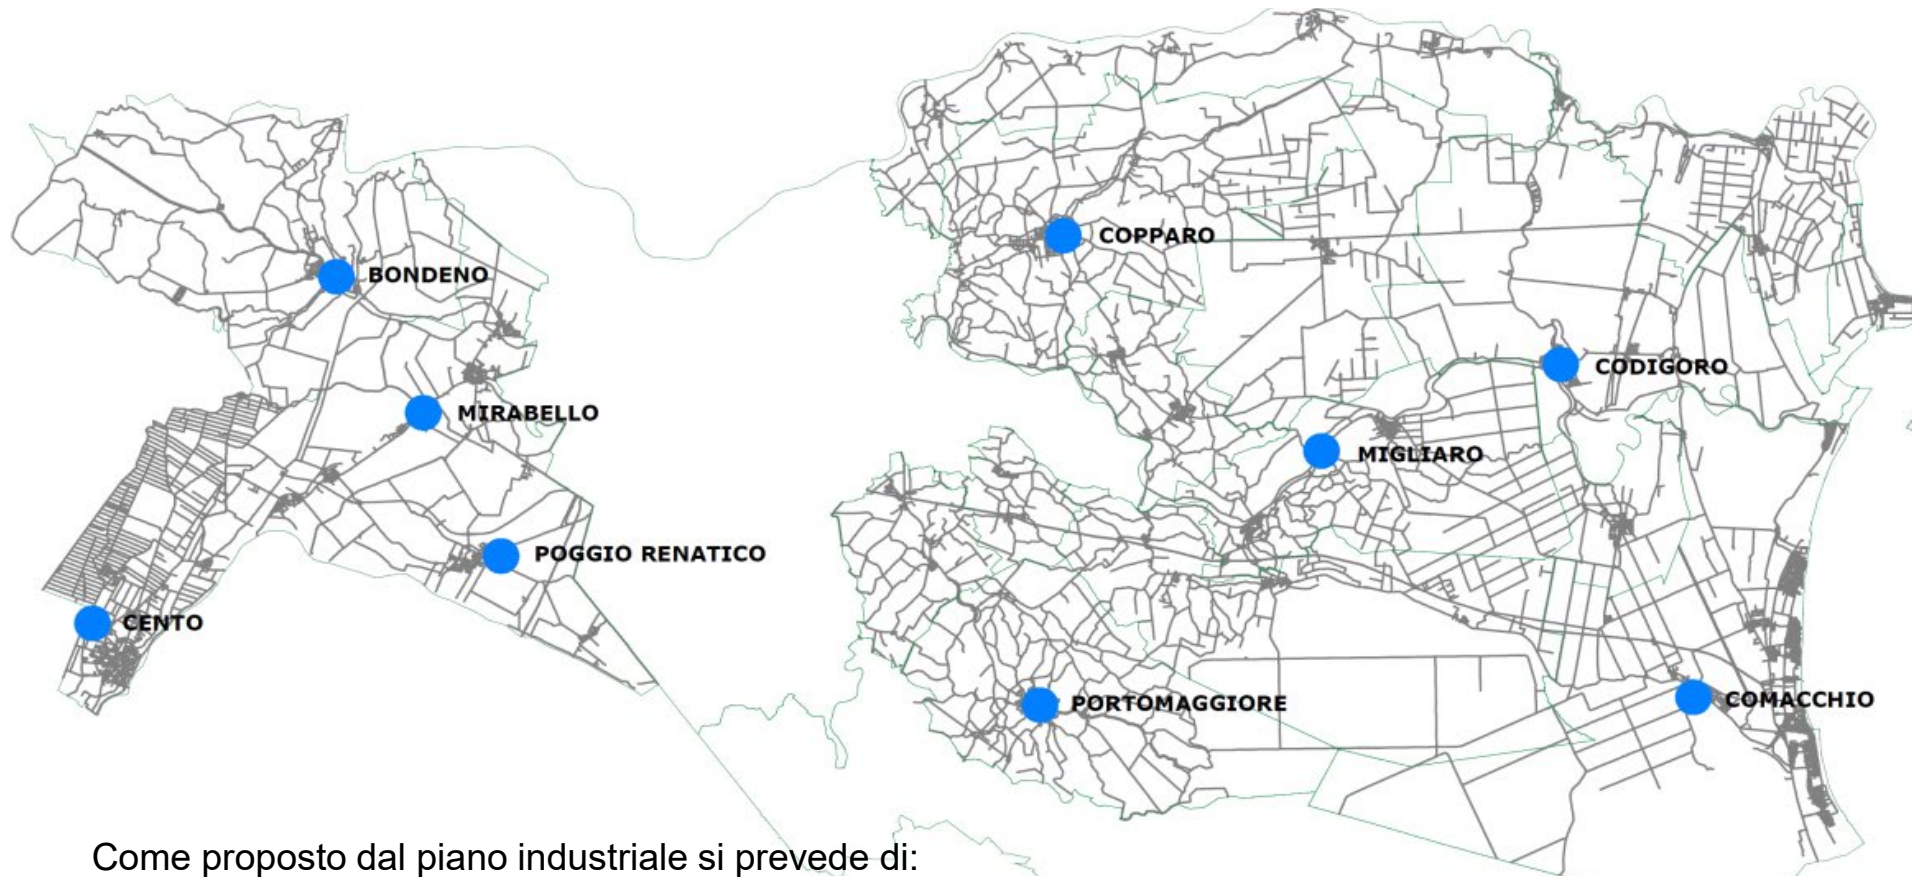 COPPARO
BONDENO
CODIGORO
MIRABELLO
MIGLIARO
POGGIO RENATICO
CENTO
PORTOMAGGIORE
COMACCHIO
Come proposto dal piano industriale si prevede di: